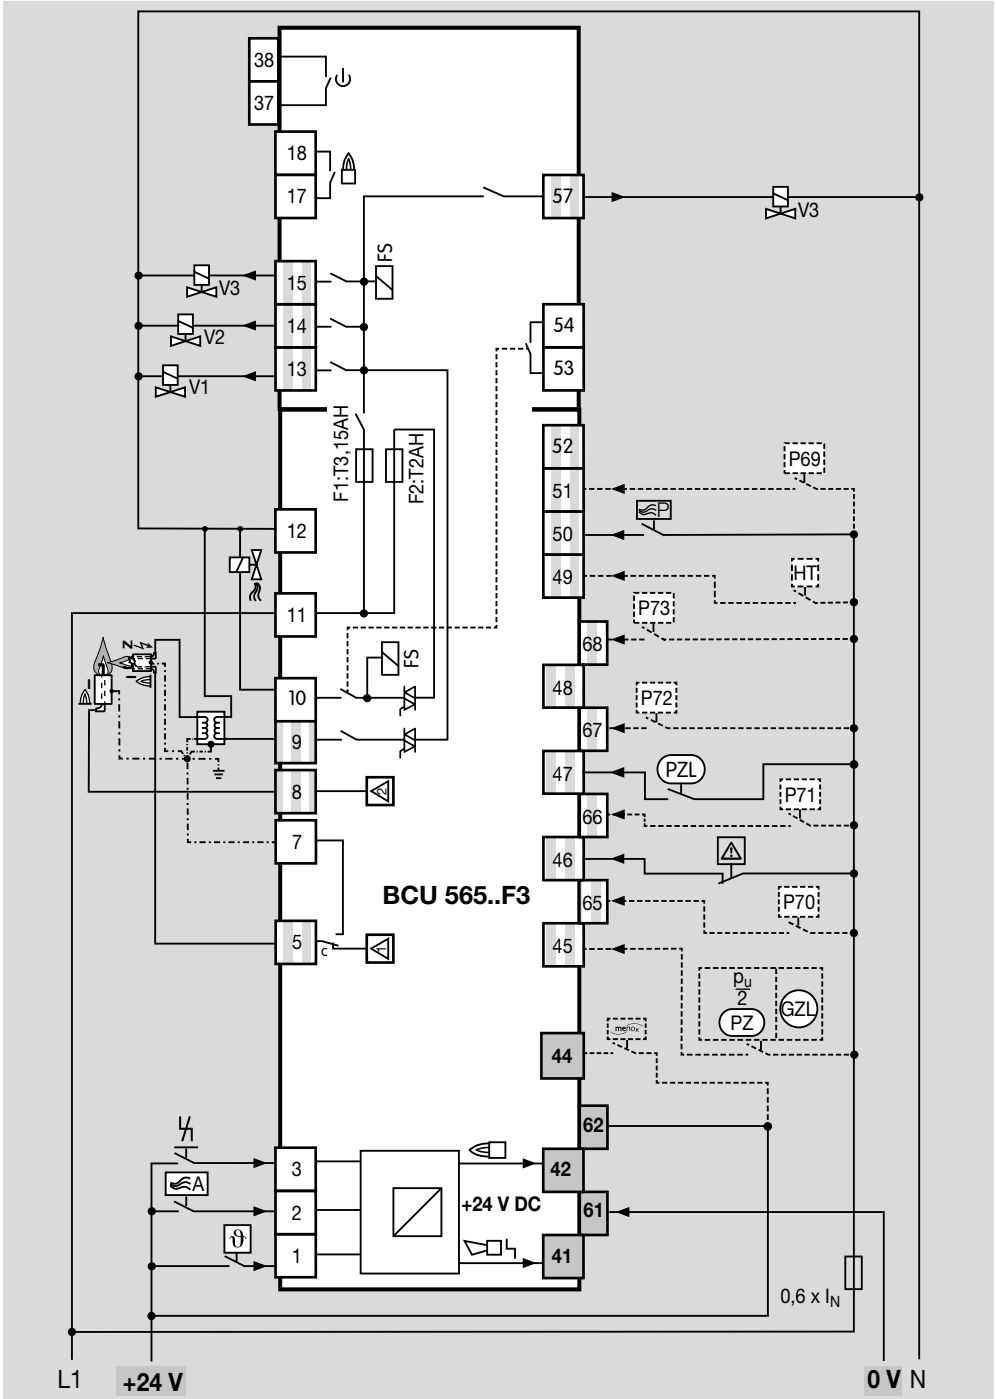 38
37
18
17
57
V3
FS
15
V3
14
V2
13
V1
54
53
F1:T3,15AH
F2:T2AH
52
P69
51
P
50
12
49
HT
11
P73
68
Z
I
I
FS
10
48
P72
9
67
PZL
47
8
2
P71
66
7
46
BCU 565..F3
65
P70
5
c
1
45
pu
2
PZ
GZL
menox
44
62
3
42
A
2
+24 V DC
61
ϑ
1
41
0,6 x IN
L1
+24 V
0 V
N